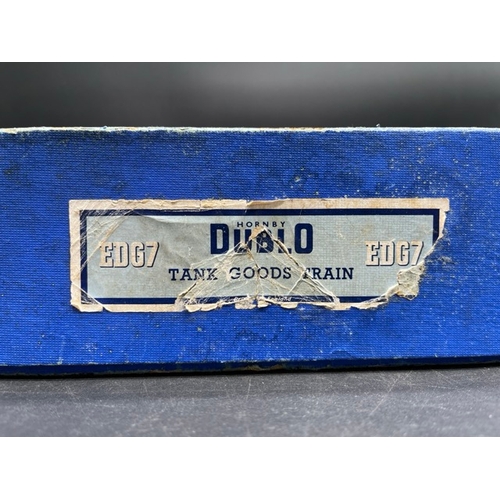 HORNBY
EDG7 DUBLO EDG7
TANK GOODS TRAIN